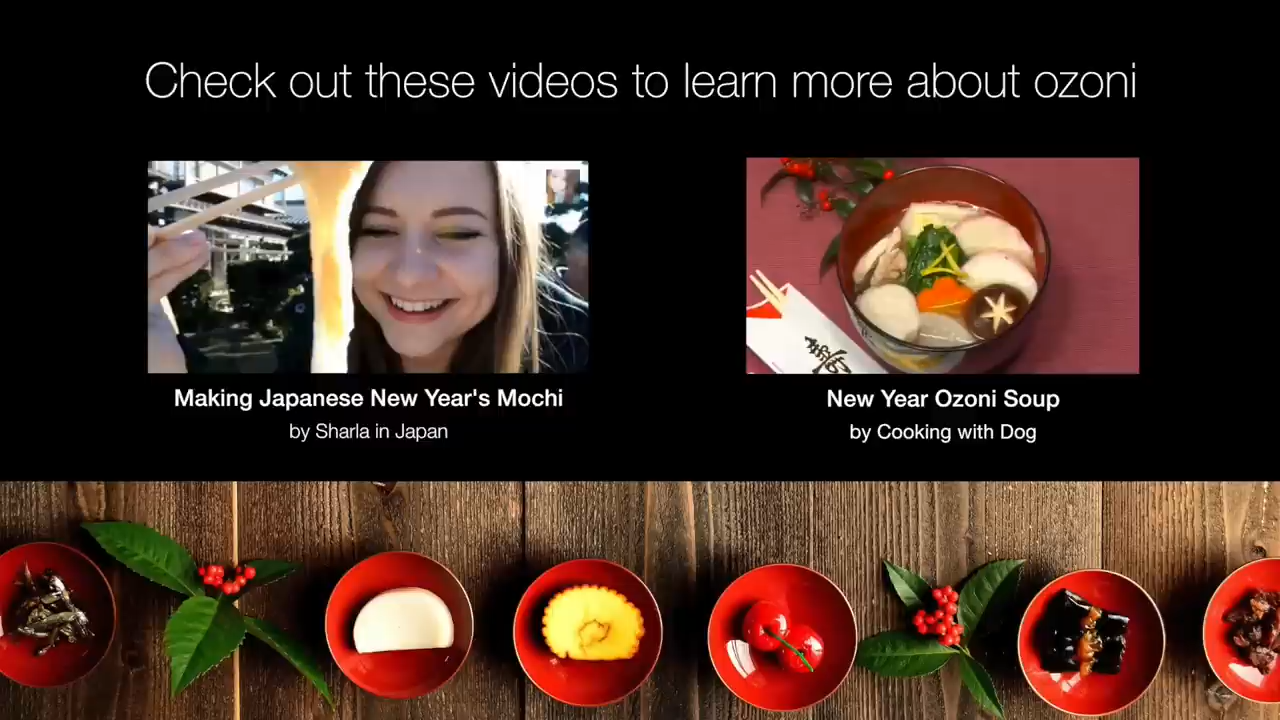 Check out these videos to learn more about ozoni
Making Japanese New Year's Mochi
by Sharla in Japan
New Year Ozoni Soup
by Cooking with Dog